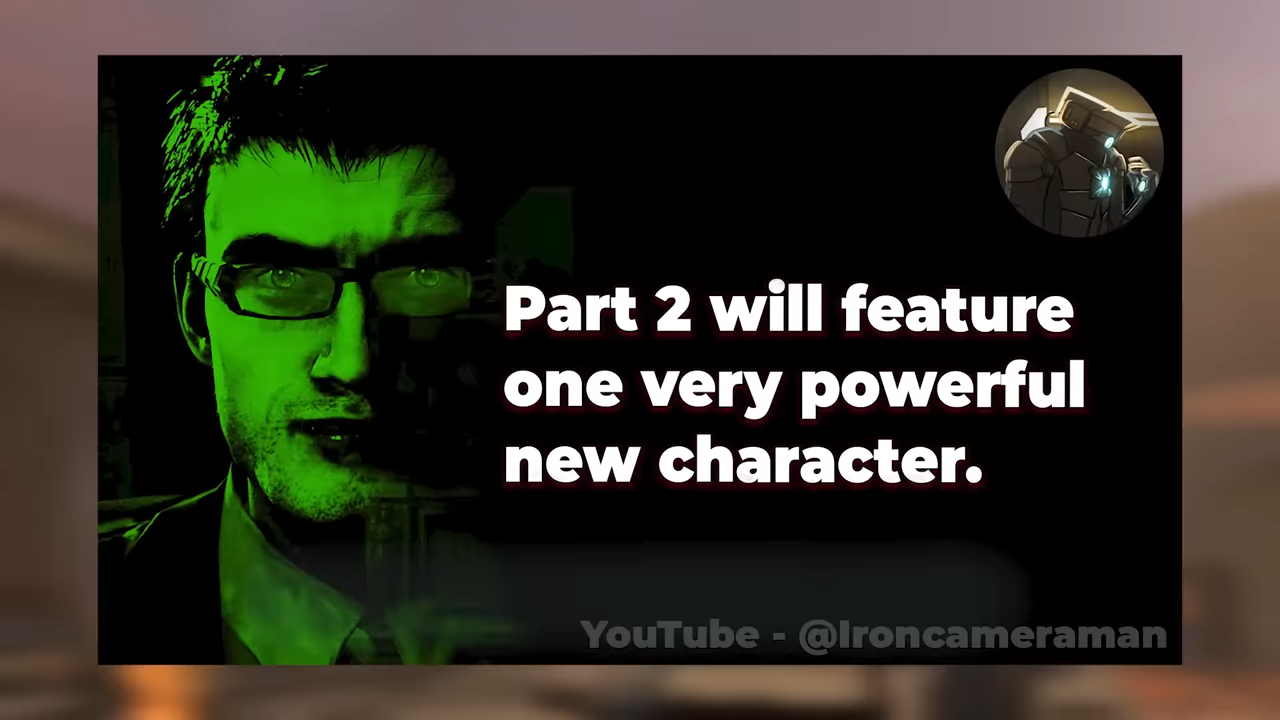 Part 2 will feature
one very powerful
new character.
YouTube - @Ironcameraman